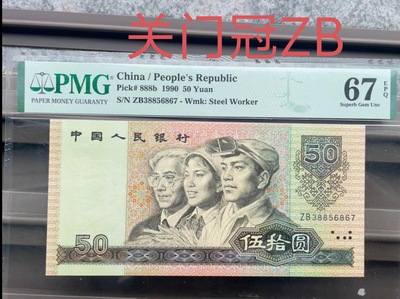 关门冠ZB
PMG
PAPER MONEY GUARANTY
China / People's Republic
Pick# 888b 1990 50 Yuan
S/N ZB38856867 - Wmk: Steel Worker
67
EPQ
Superb Gem Unc
中国人民银行
50
ZB38856867
50
伍拾圆